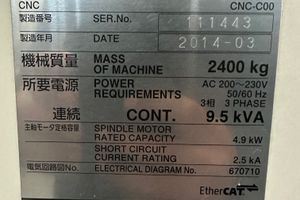 CNC CNC-C00
製造番号 SER.No. 111443
製造年月 DATE 2014-03
機械質量 MASS OF MACHINE 2400 kg
所要電源 POWER REQUIREMENTS AC 200~230V
50/60 Hz
3相 3 PHASE
連続 CONT. 9.5 kVA
主軸モータ定格容量 SPINDLE MOTOR RATED CAPACITY 4.9 kW
SHORT CIRCUIT CURRENT RATING 2.5 kA
電気回路図No. ELECTRICAL DIAGRAM No. 670710
EtherCAT